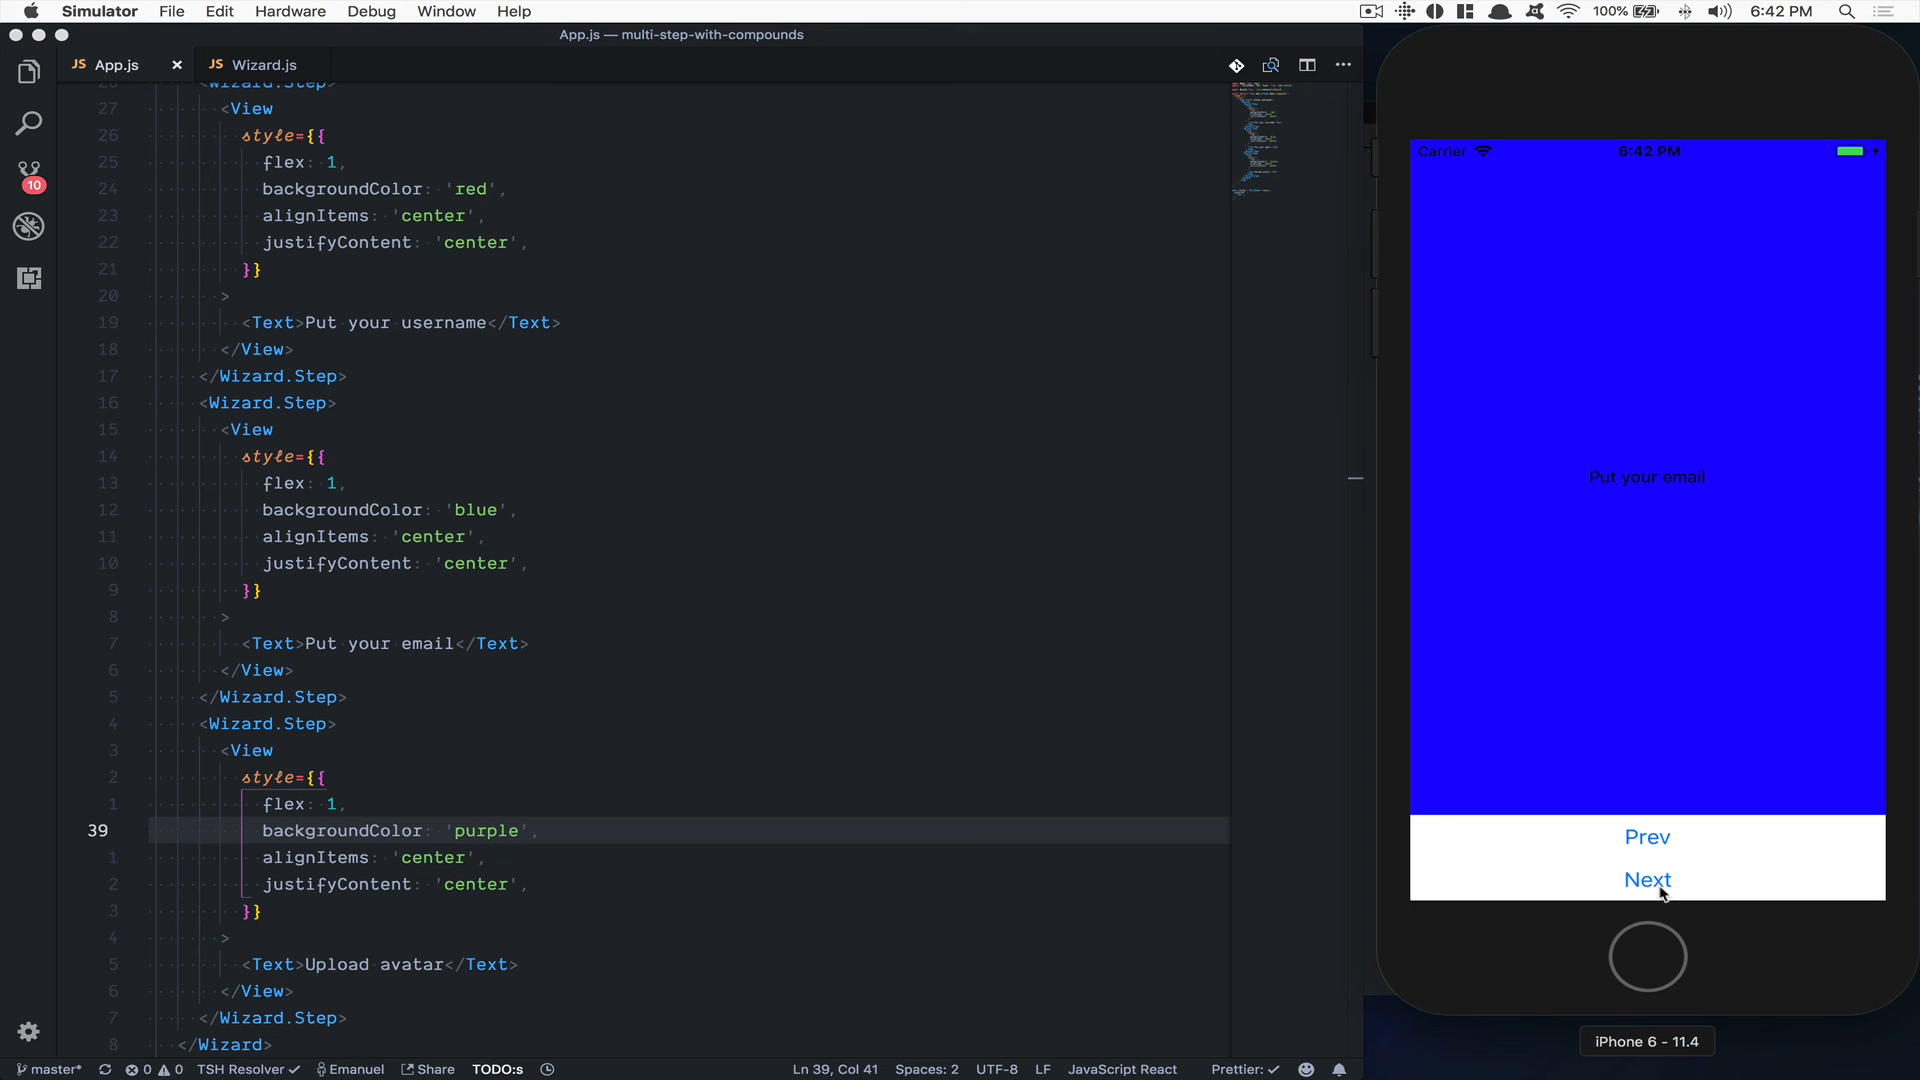 Simulator File Edit Hardware Debug Window Help
100% 6:42 PM
App.js — multi-step-with-compounds
JS App.js × JS Wizard.js
28 <Wizard.Step>
27 <View
26 style={{
25 flex: 1,
24 backgroundColor: 'red',
23 alignItems: 'center',
22 justifyContent: 'center',
21 }}
20 >
19 <Text>Put your username</Text>
18 </View>
17 </Wizard.Step>
16 <Wizard.Step>
15 <View
14 style={{
13 flex: 1,
12 backgroundColor: 'blue',
11 alignItems: 'center',
10 justifyContent: 'center',
9 }}
8 >
7 <Text>Put your email</Text>
6 </View>
5 </Wizard.Step>
4 <Wizard.Step>
3 <View
2 style={{
1 flex: 1,
39 backgroundColor: 'purple',
1 alignItems: 'center',
2 justifyContent: 'center',
3 }}
4 >
5 <Text>Upload avatar</Text>
6 </View>
7 </Wizard.Step>
8 </Wizard>
10
master* 0 0 TSH Resolver Emanuel Share TODO:s Ln 39, Col 41 Spaces: 2 UTF-8 LF JavaScript React Prettier:
Carrier 6:42 PM
Put your email
Prev
Next
iPhone 6 - 11.4